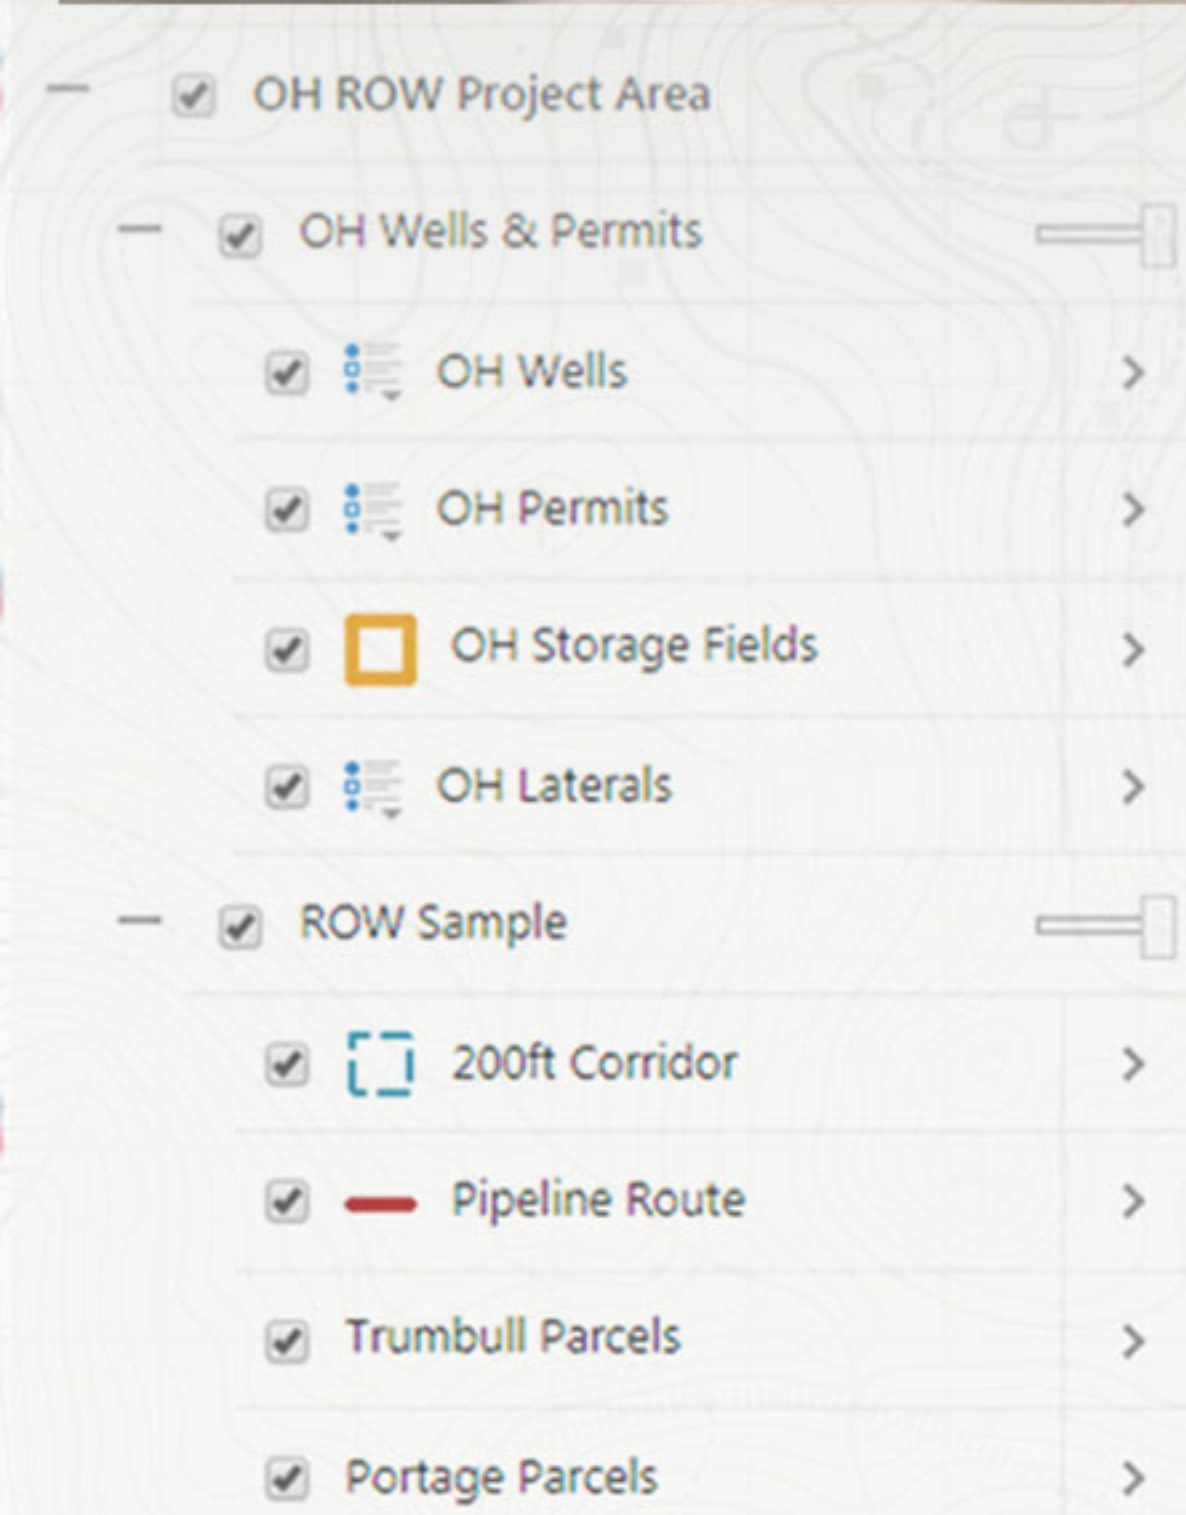 OH ROW Project Area
OH Wells & Permits
OH Wells
OH Permits
OH Storage Fields
OH Laterals
ROW Sample
200ft Corridor
Pipeline Route
Trumbull Parcels
Portage Parcels